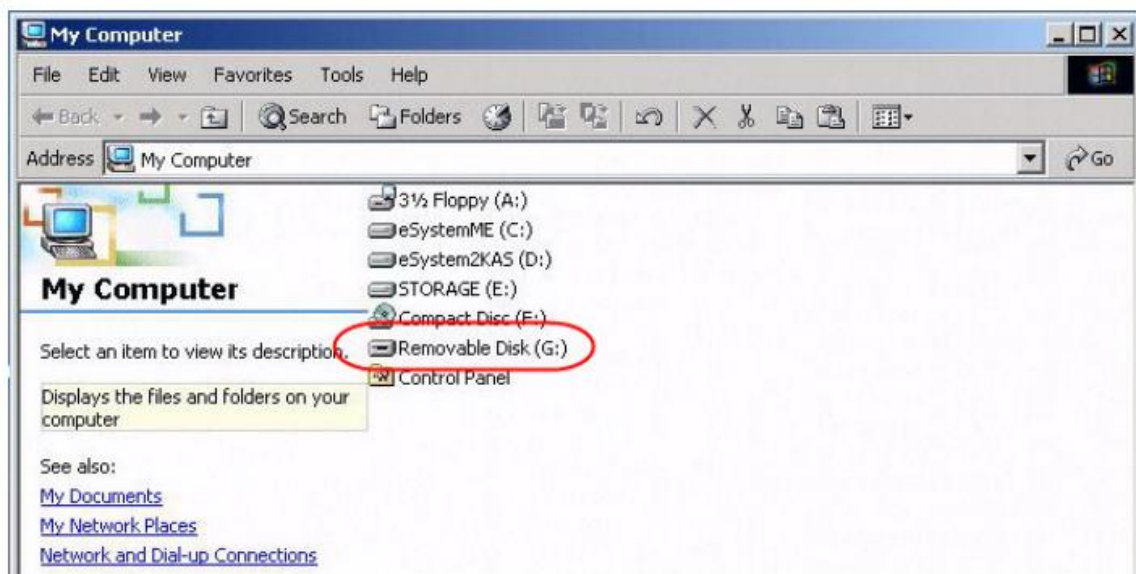 My Computer
File Edit View Favorites Tools Help
Back Search Folders
Address My Computer Go
3½ Floppy (A:)
eSystemME (C:)
eSystem2KAS (D:)
STORAGE (E:)
Compact Disc (F:)
Removable Disk (G:)
Control Panel
My Computer
Select an item to view its description.
Displays the files and folders on your
computer
See also:
My Documents
My Network Places
Network and Dial-up Connections